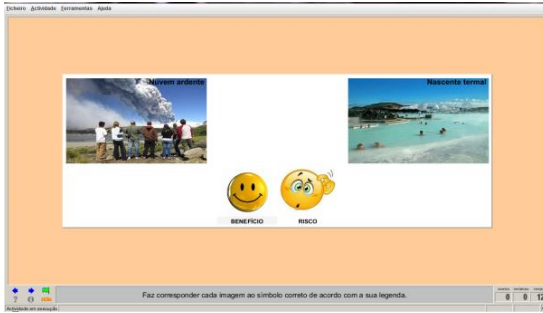 Ficheiro Actividade Ferramentas Ajuda
Nuvem ardente
Nascente termal
BENEFÍCIO RISCO
Faz corresponder cada imagem ao símbolo correto de acordo com a sua legenda.
0 0 12
Actividade em execução